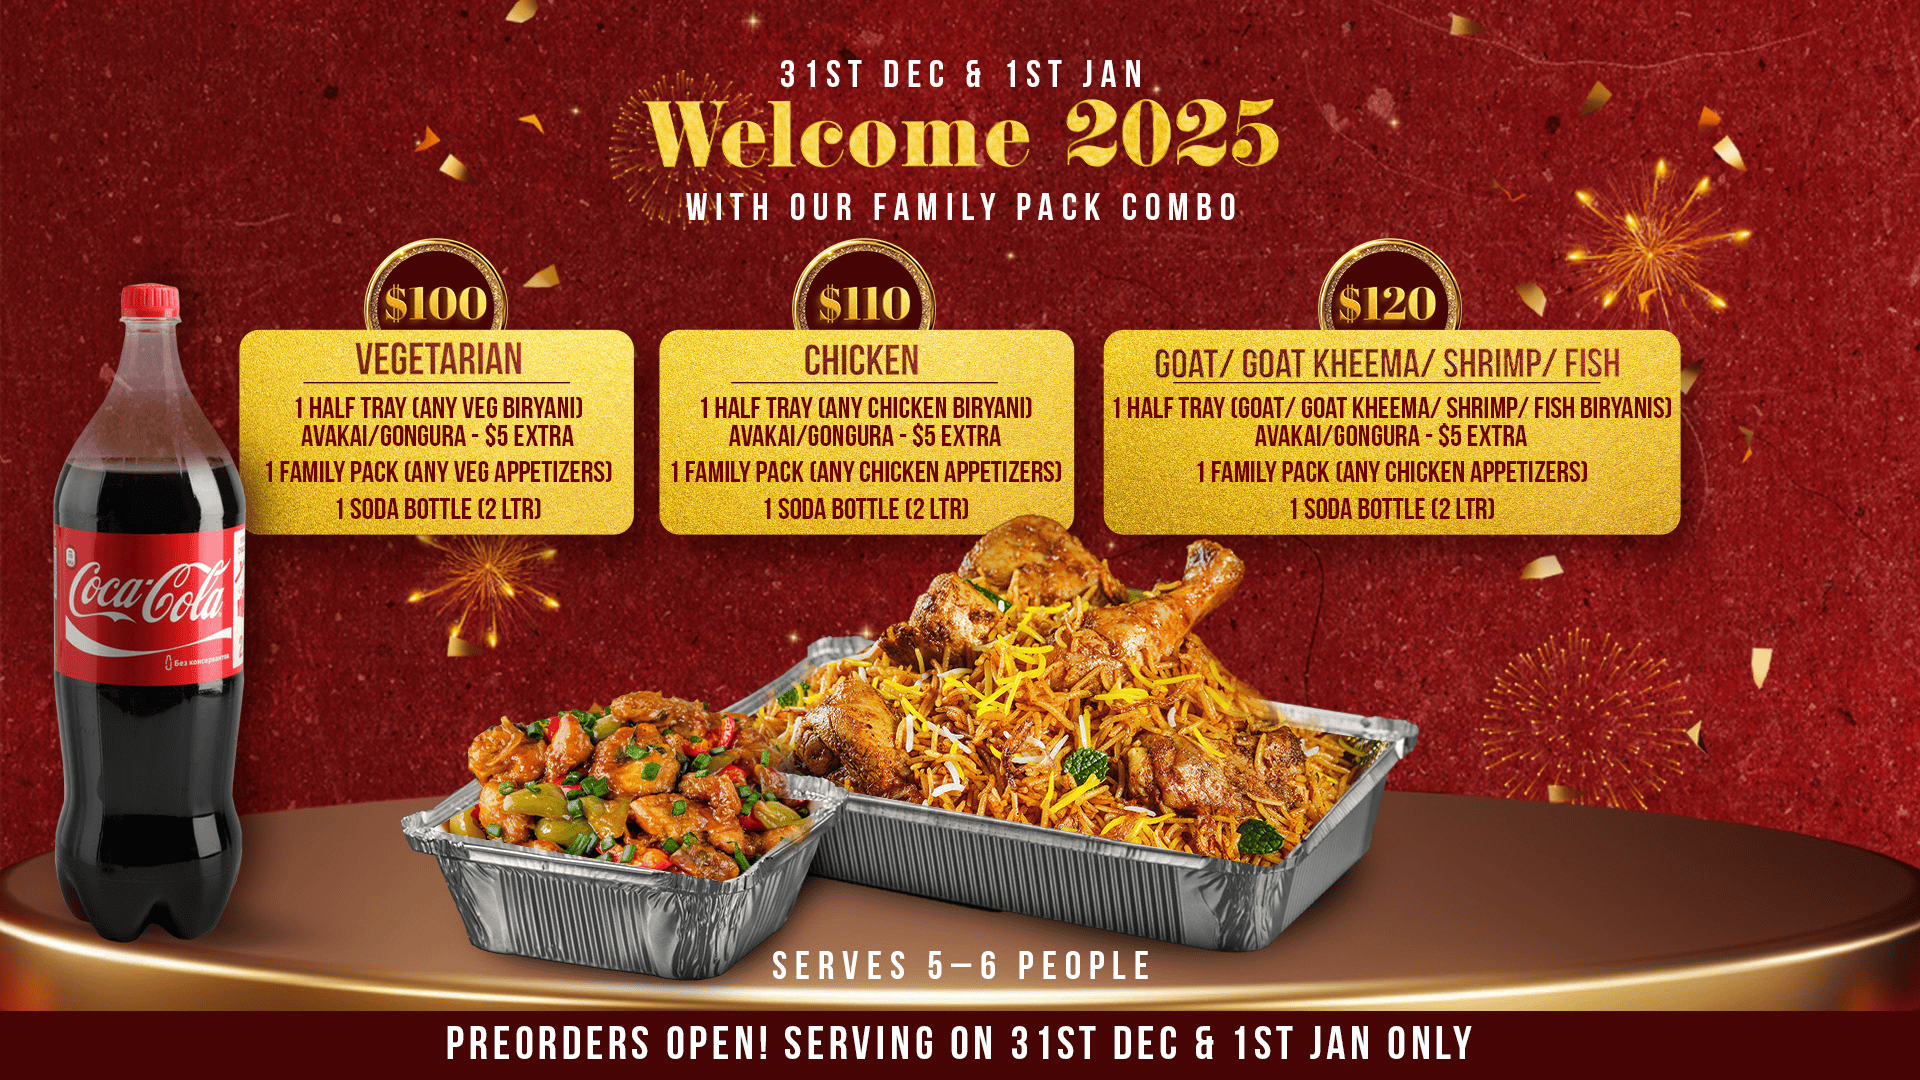 31ST DEC & 1ST JAN
Welcome 2025
WITH OUR FAMILY PACK COMBO
$100
VEGETARIAN
1 HALF TRAY (ANY VEG BIRYANI)
AVAKAI/GONGURA - $5 EXTRA
1 FAMILY PACK (ANY VEG APPETIZERS)
1 SODA BOTTLE (2 LTR)
$110
CHICKEN
1 HALF TRAY (ANY CHICKEN BIRYANI)
AVAKAI/GONGURA - $5 EXTRA
1 FAMILY PACK (ANY CHICKEN APPETIZERS)
1 SODA BOTTLE (2 LTR)
$120
GOAT/ GOAT KHEEMA/ SHRIMP/ FISH
1 HALF TRAY (GOAT/ GOAT KHEEMA/ SHRIMP/ FISH BIRYANIS)
AVAKAI/GONGURA - $5 EXTRA
1 FAMILY PACK (ANY CHICKEN APPETIZERS)
1 SODA BOTTLE (2 LTR)
Coca-Cola
Без консервантов
SERVES 5–6 PEOPLE
PREORDERS OPEN! SERVING ON 31ST DEC & 1ST JAN ONLY